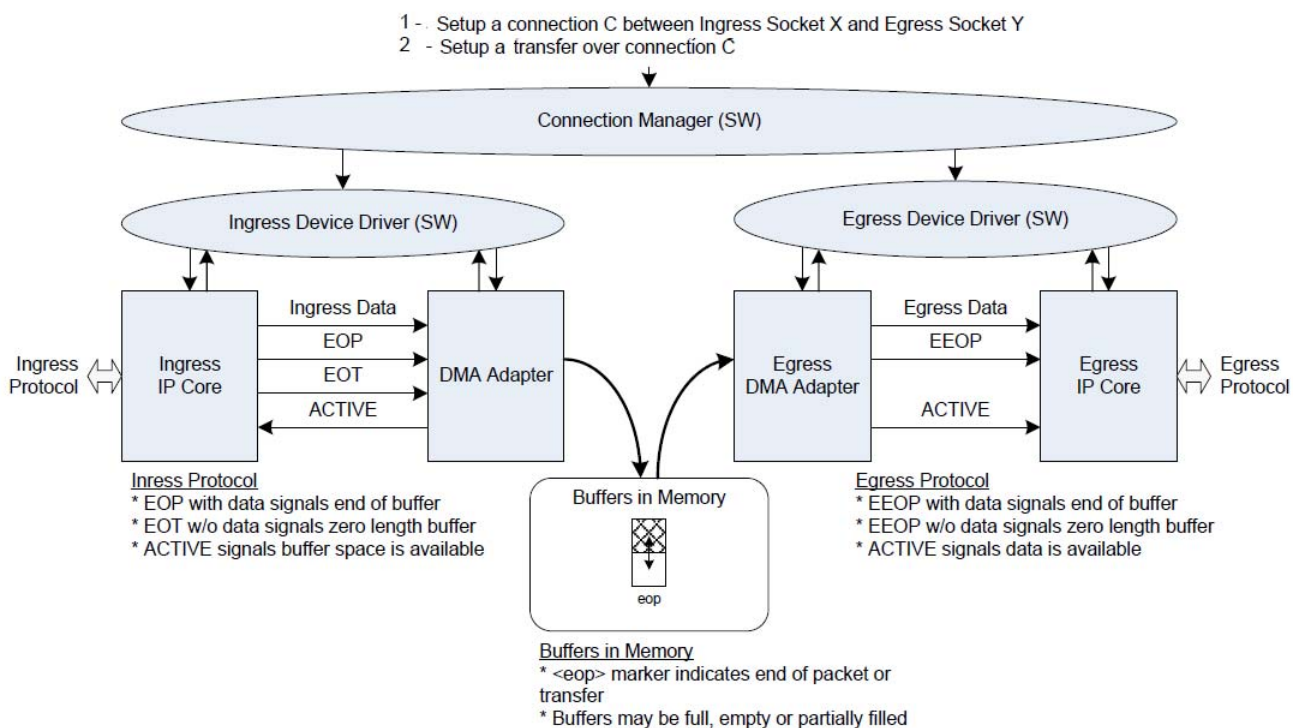 1 - Setup a connection C between Ingress Socket X and Egress Socket Y
2 - Setup a transfer over connection C
Connection Manager (SW)
Ingress Device Driver (SW)
Egress Device Driver (SW)
Ingress Protocol
Ingress IP Core
Ingress Data
EOP
EOT
ACTIVE
DMA Adapter
Egress DMA Adapter
Egress Data
EEOP
ACTIVE
Egress IP Core
Egress Protocol
Inress Protocol
* EOP with data signals end of buffer
* EOT w/o data signals zero length buffer
* ACTIVE signals buffer space is available
Buffers in Memory
eop
Egress Protocol
* EEOP with data signals end of buffer
* EEOP w/o data signals zero length buffer
* ACTIVE signals data is available
Buffers in Memory
* <eop> marker indicates end of packet or
transfer
* Buffers may be full, empty or partially filled